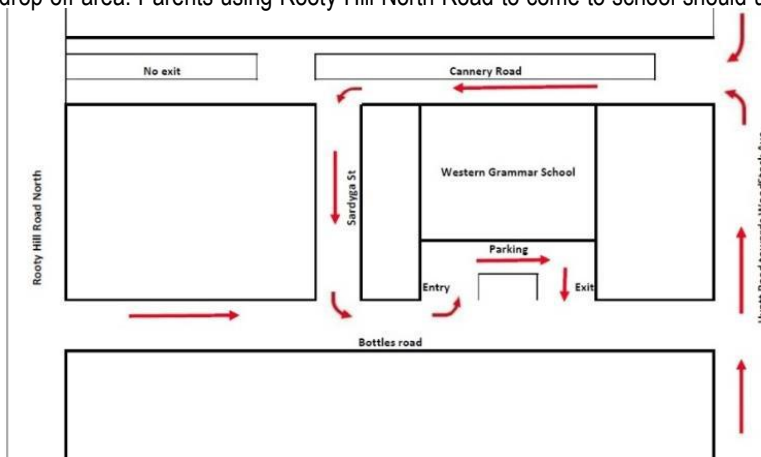 drop off area. Parents using Rooty Hill North Road to come to school should
No exit
Cannery Road
Western Grammar School
Sardyga St
Rooty Hill Road North
Parking
Entry
Exit
Bottles road